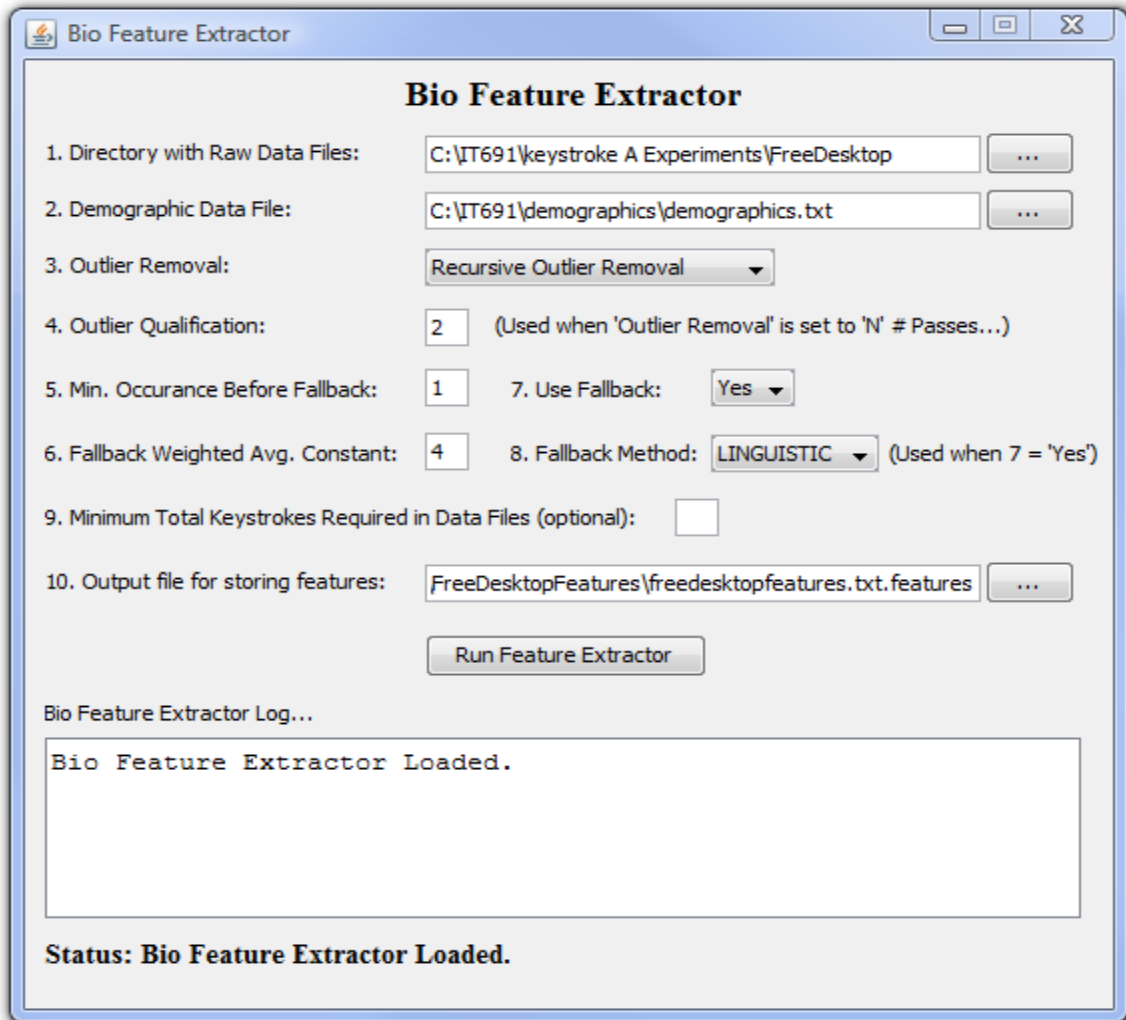 Bio Feature Extractor
Bio Feature Extractor
1. Directory with Raw Data Files: C:\IT691\keystroke A Experiments\FreeDesktop ...
2. Demographic Data File: C:\IT691\demographics\demographics.txt ...
3. Outlier Removal: Recursive Outlier Removal
4. Outlier Qualification: 2 (Used when 'Outlier Removal' is set to 'N' # Passes...)
5. Min. Occurance Before Fallback: 1 7. Use Fallback: Yes
6. Fallback Weighted Avg. Constant: 4 8. Fallback Method: LINGUISTIC (Used when 7 = 'Yes')
9. Minimum Total Keystrokes Required in Data Files (optional):
10. Output file for storing features: FreeDesktopFeatures\freedesktopfeatures.txt.features ...
Run Feature Extractor
Bio Feature Extractor Log...
Bio Feature Extractor Loaded.
Status: Bio Feature Extractor Loaded.